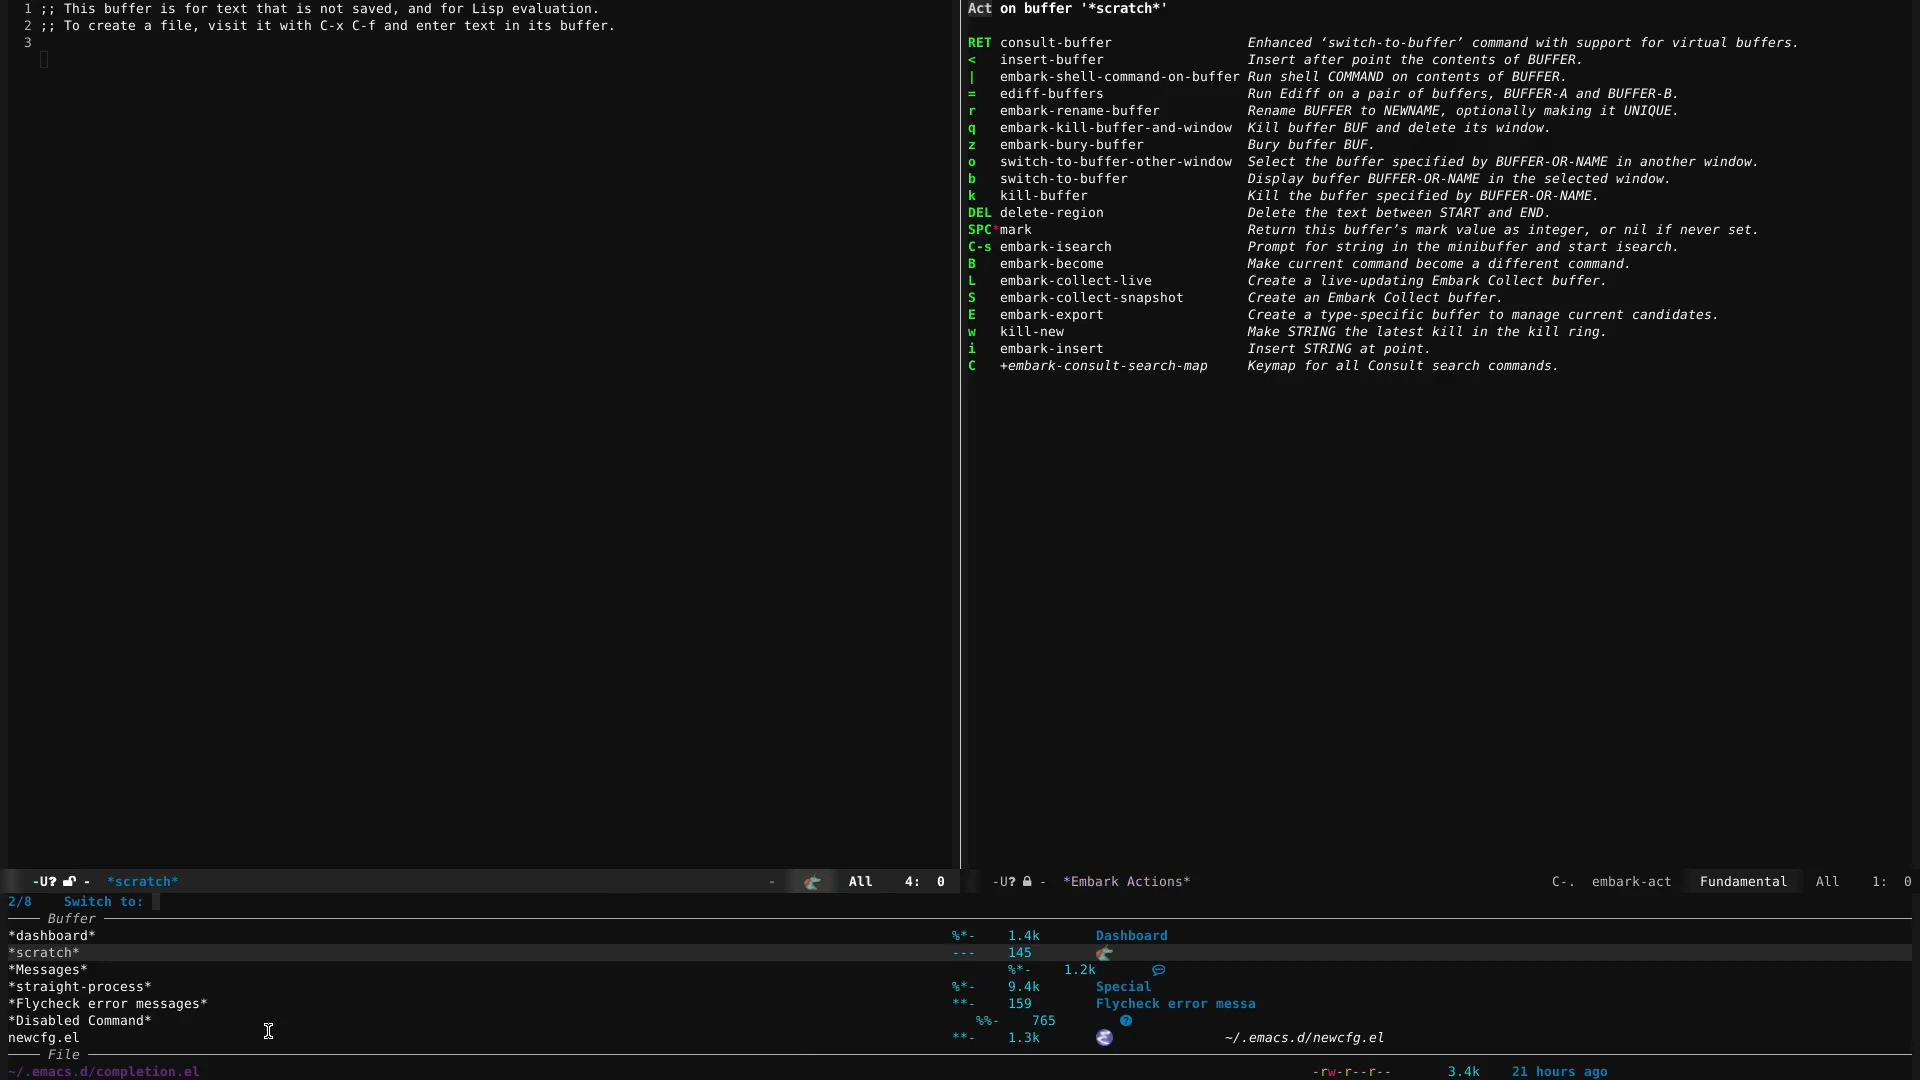 1 ;; This buffer is for text that is not saved, and for Lisp evaluation.
2 ;; To create a file, visit it with C-x C-f and enter text in its buffer.
3
-U? - *scratch* - All 4: 0
Act on buffer '*scratch*'
RET consult-buffer Enhanced ‘switch-to-buffer’ command with support for virtual buffers.
< insert-buffer Insert after point the contents of BUFFER.
| embark-shell-command-on-buffer Run shell COMMAND on contents of BUFFER.
= ediff-buffers Run Ediff on a pair of buffers, BUFFER-A and BUFFER-B.
r embark-rename-buffer Rename BUFFER to NEWNAME, optionally making it UNIQUE.
q embark-kill-buffer-and-window Kill buffer BUF and delete its window.
z embark-bury-buffer Bury buffer BUF.
o switch-to-buffer-other-window Select the buffer specified by BUFFER-OR-NAME in another window.
b switch-to-buffer Display buffer BUFFER-OR-NAME in the selected window.
k kill-buffer Kill the buffer specified by BUFFER-OR-NAME.
DEL delete-region Delete the text between START and END.
SPC*mark Return this buffer’s mark value as integer, or nil if never set.
C-s embark-isearch Prompt for string in the minibuffer and start isearch.
B embark-become Make current command become a different command.
L embark-collect-live Create a live-updating Embark Collect buffer.
S embark-collect-snapshot Create an Embark Collect buffer.
E embark-export Create a type-specific buffer to manage current candidates.
w kill-new Make STRING the latest kill in the kill ring.
i embark-insert Insert STRING at point.
C +embark-consult-search-map Keymap for all Consult search commands.
-U? - *Embark Actions* C-. embark-act Fundamental All 1: 0
2/8 Switch to:
Buffer
*dashboard* %*- 1.4k Dashboard
*scratch* --- 145
*Messages* %*- 1.2k
*straight-process* %*- 9.4k Special
*Flycheck error messages* **- 159 Flycheck error messa
*Disabled Command* %%- 765 ?
newcfg.el **- 1.3k ~/.emacs.d/newcfg.el
File
~/.emacs.d/completion.el -rw-r--r-- 3.4k 21 hours ago